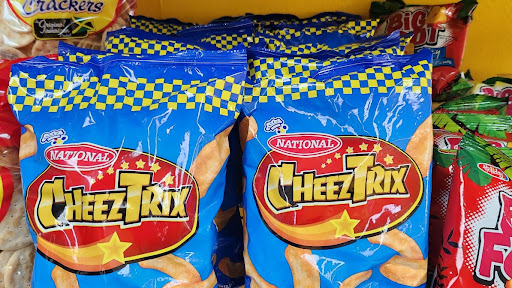 Crackers
NATIONAL
CHEEZTRIX
NATIONAL
CHEEZTRIX
BIG